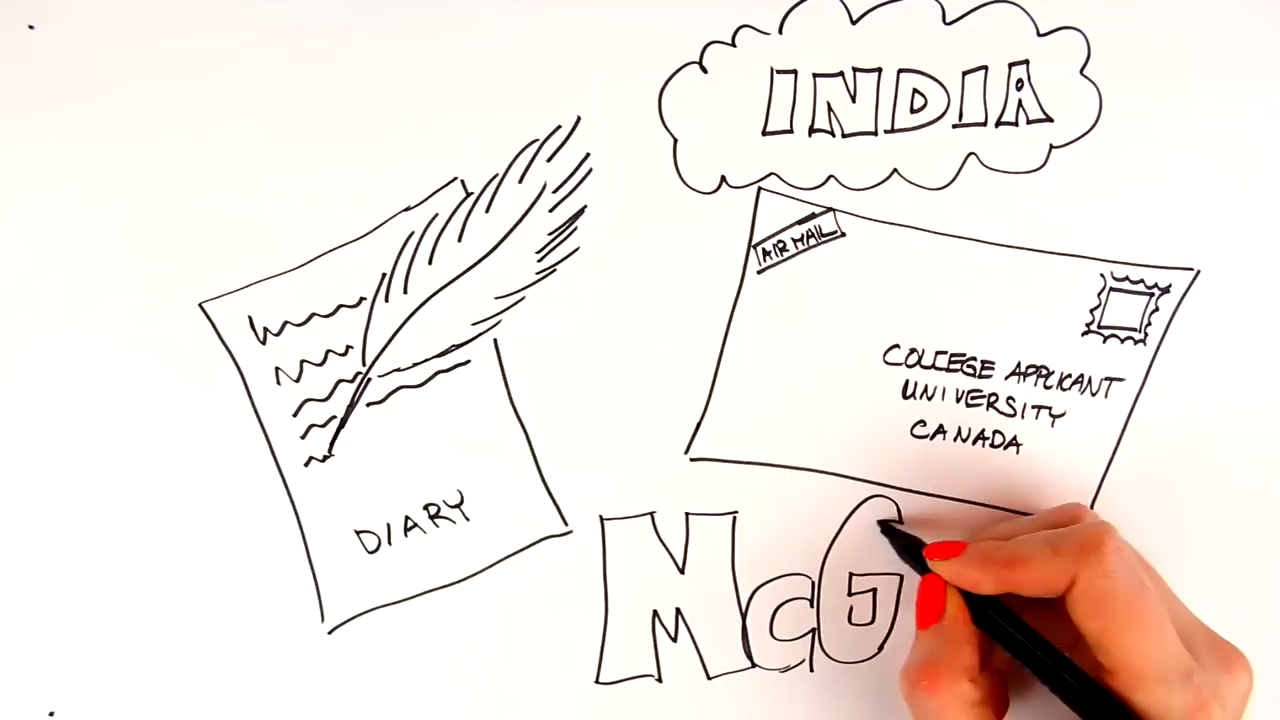 INDIA
AIR MAIL
COLLEGE APPLICANT
UNIVERSITY
CANADA
DIARY
McG